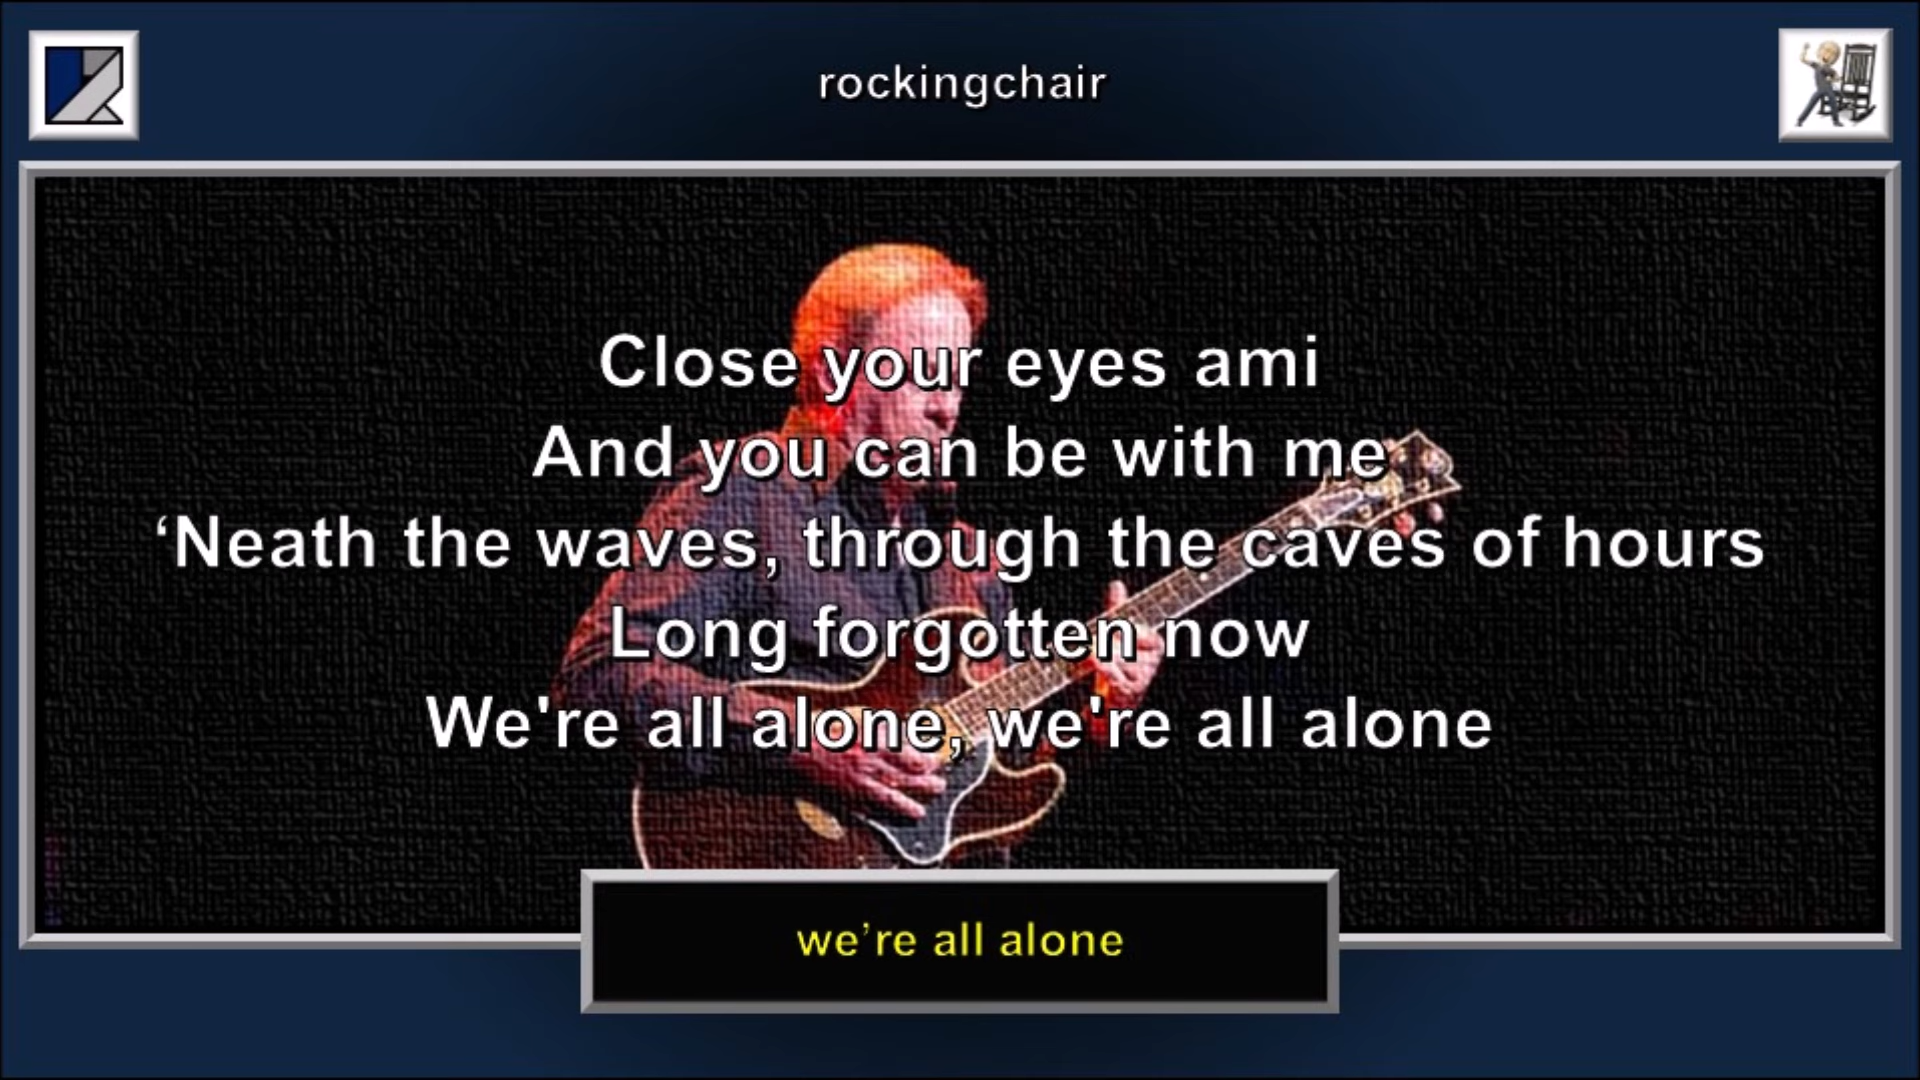 rockingchair
Close your eyes ami
And you can be with me
‘Neath the waves, through the caves of hours
Long forgotten now
We're all alone, we're all alone
we’re all alone